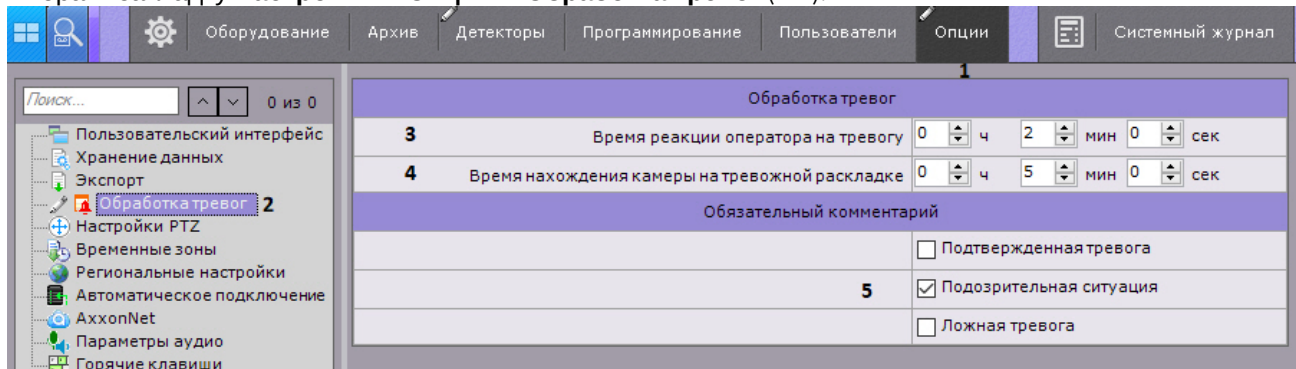 Оборудование Архив Детекторы Программирование Пользователи Опции Системный журнал
1
Поиск... 0 из 0
Пользовательский интерфейс
Хранение данных
Экспорт
Обработка тревог 2
Настройки PTZ
Временные зоны
Региональные настройки
Автоматическое подключение
AxxonNet
Параметры аудио
Горячие клавиши
Обработка тревог
3 Время реакции оператора на тревогу 0 ч 2 мин 0 сек
4 Время нахождения камеры на тревожной раскладке 0 ч 5 мин 0 сек
Обязательный комментарий
Подтвержденная тревога
5 Подозрительная ситуация
Ложная тревога